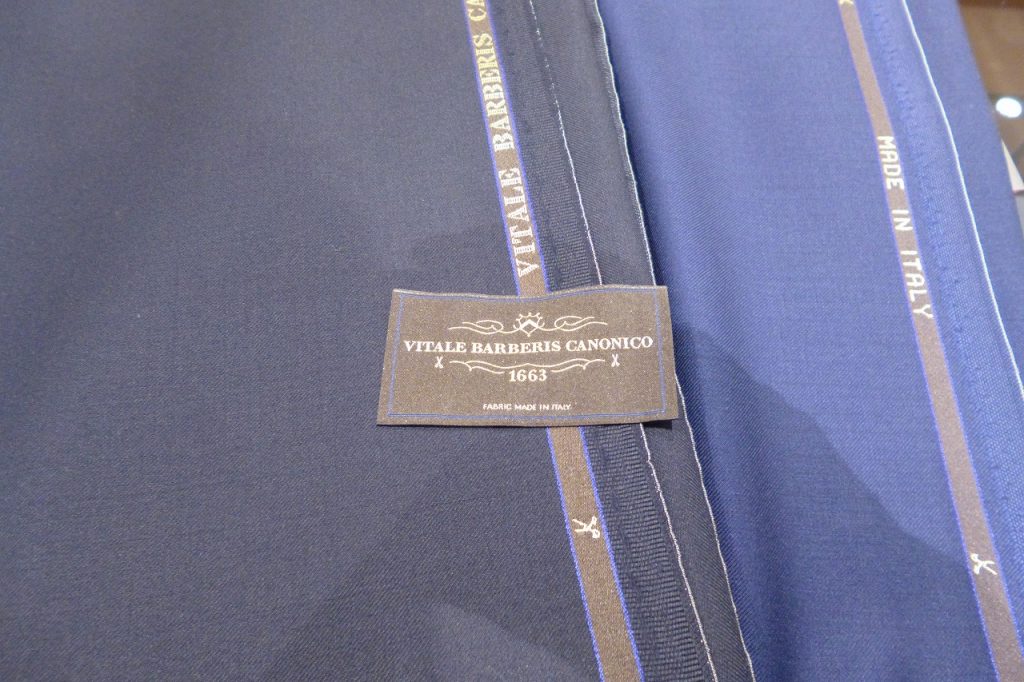 VITALE BARBERIS CA
MADE IN ITALY
VITALE BARBERIS CANONICO
1663
FABRIC MADE IN ITALY